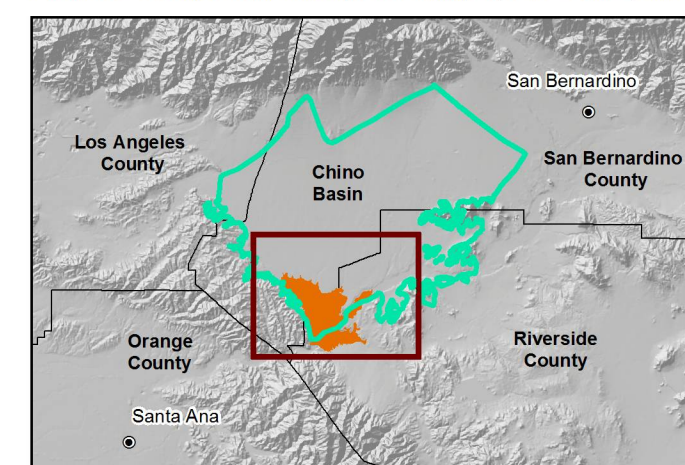 San Bernardino
Los Angeles
County
Chino
Basin
San Bernardino
County
Orange
County
Riverside
County
Santa Ana